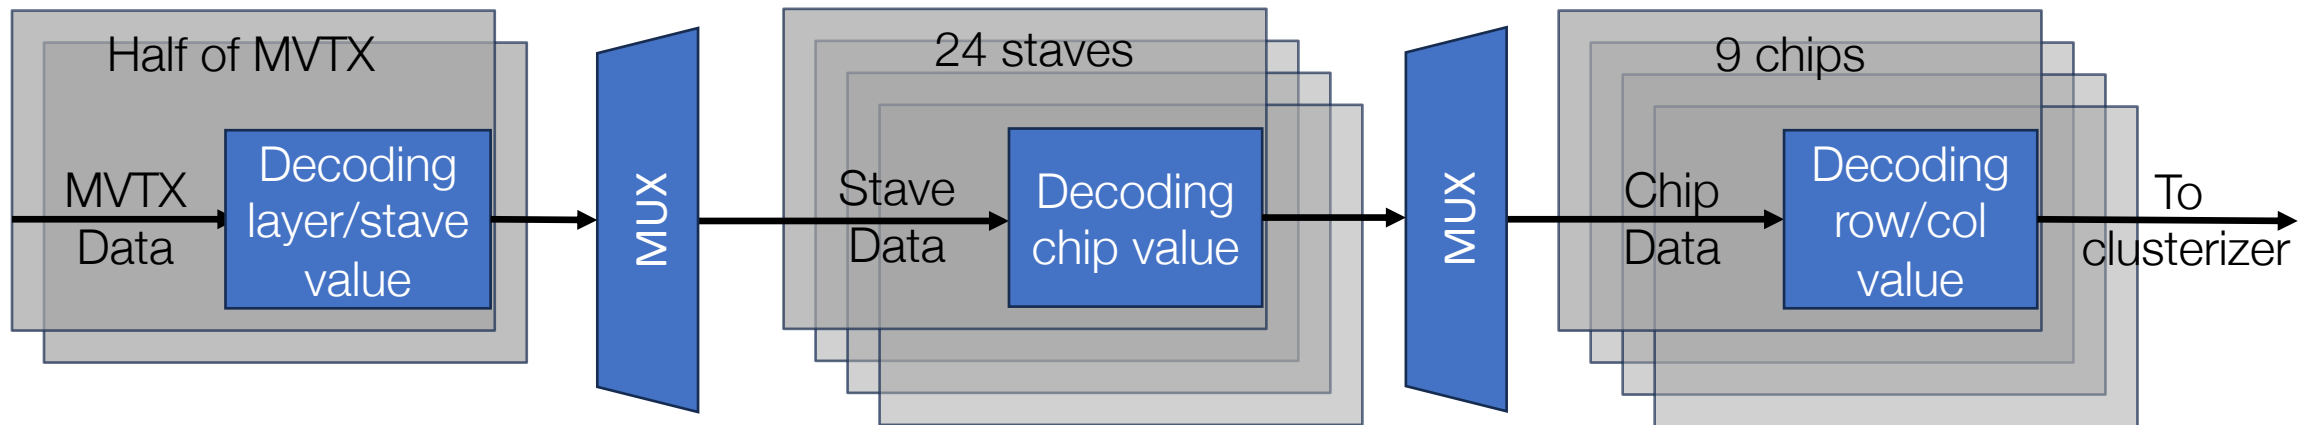 Half of MVTX
MVTX
Data
Decoding
layer/stave
value
MUX
24 staves
Stave
Data
Decoding
chip value
MUX
9 chips
Chip
Data
Decoding
row/col
value
To
clusterizer